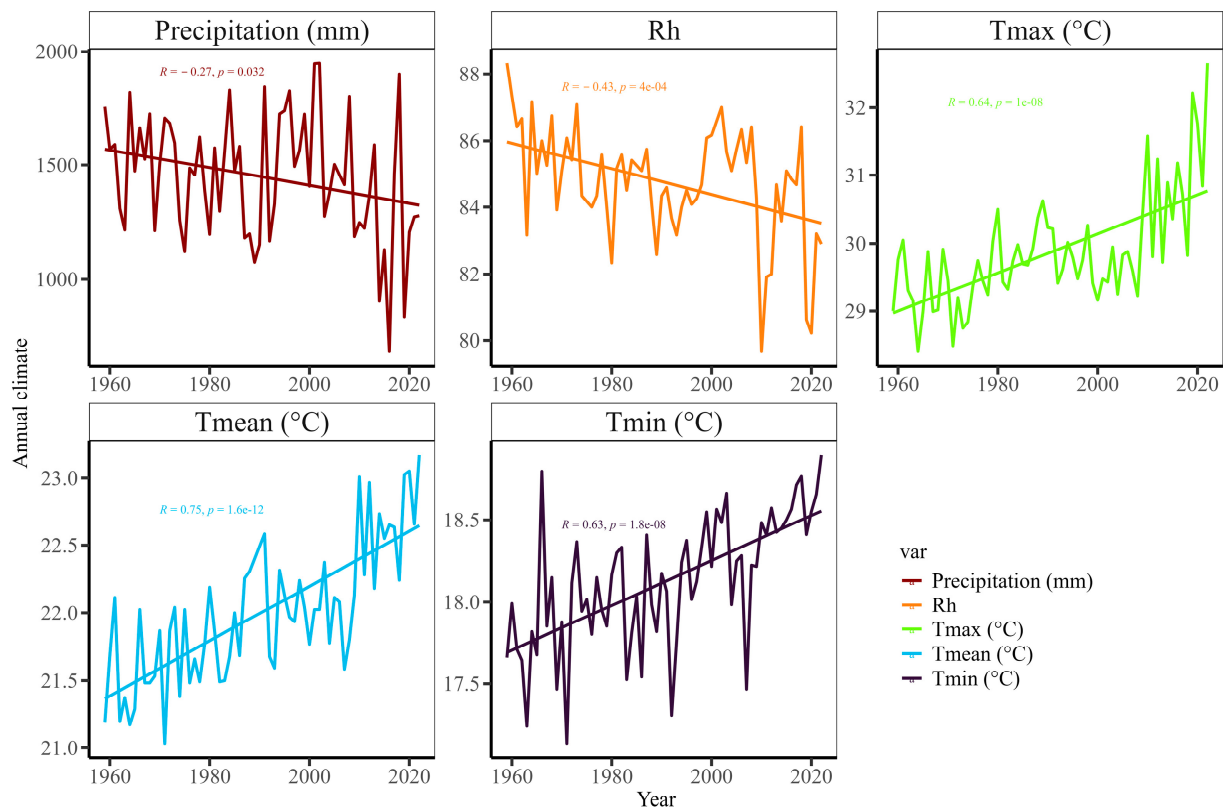 Precipitation (mm)
Rh
Tmax (°C)
2000
1500
1000
R = − 0.27, p = 0.032
1960
1980
2000
2020
88
86
84
82
80
R = − 0.43, p = 4e-04
1960
1980
2000
2020
32
31
30
29
R = 0.64, p = 1e-08
1960
1980
2000
2020
Annual climate
Tmean (°C)
Tmin (°C)
23.0
22.5
22.0
21.5
21.0
R = 0.75, p = 1.6e-12
1960
1980
2000
2020
18.5
18.0
17.5
R = 0.63, p = 1.8e-08
1960
1980
2000
2020
Year
var
Precipitation (mm)
Rh
Tmax (°C)
Tmean (°C)
Tmin (°C)